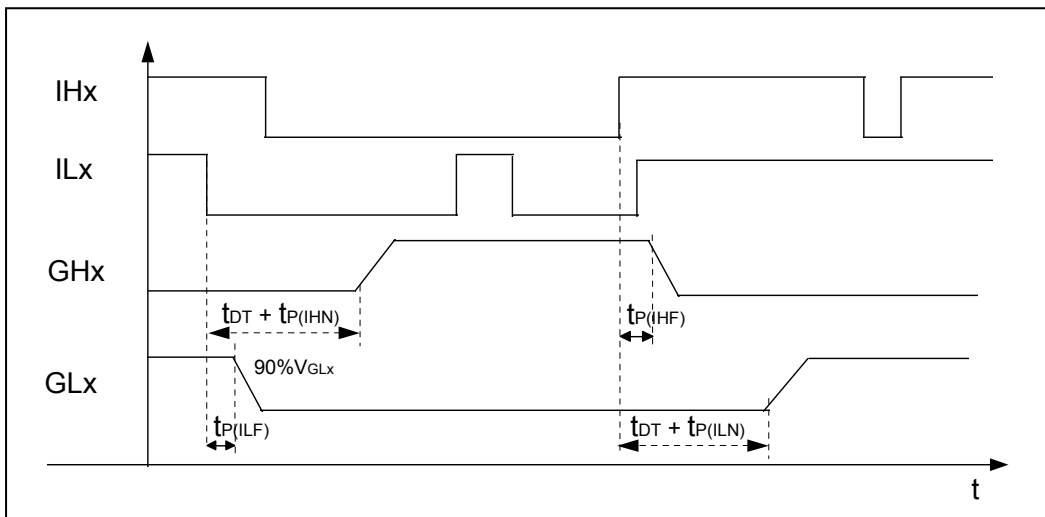 IHx
ILx
GHx
tDT + tP(IHN)
tP(IHF)
90%VGLx
GLx
tP(ILF)
tDT + tP(ILN)
t